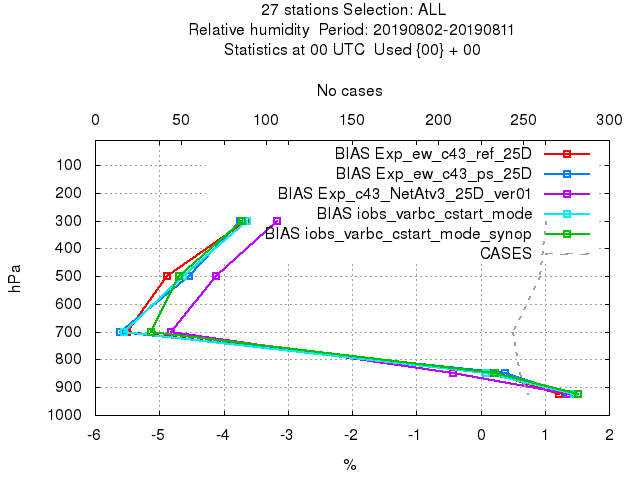 27 stations Selection: ALL
Relative humidity  Period: 20190802-20190811
Statistics at 00 UTC  Used {00} + 00
No cases
0 50 100 150 200 250 300
BIAS Exp_ew_c43_ref_25D
BIAS Exp_ew_c43_ps_25D
BIAS Exp_c43_NetAtv3_25D_ver01
BIAS iobs_varbc_cstart_mode
BIAS iobs_varbc_cstart_mode_synop
CASES
hPa
100
200
300
400
500
600
700
800
900
1000
-6 -5 -4 -3 -2 -1 0 1 2
%